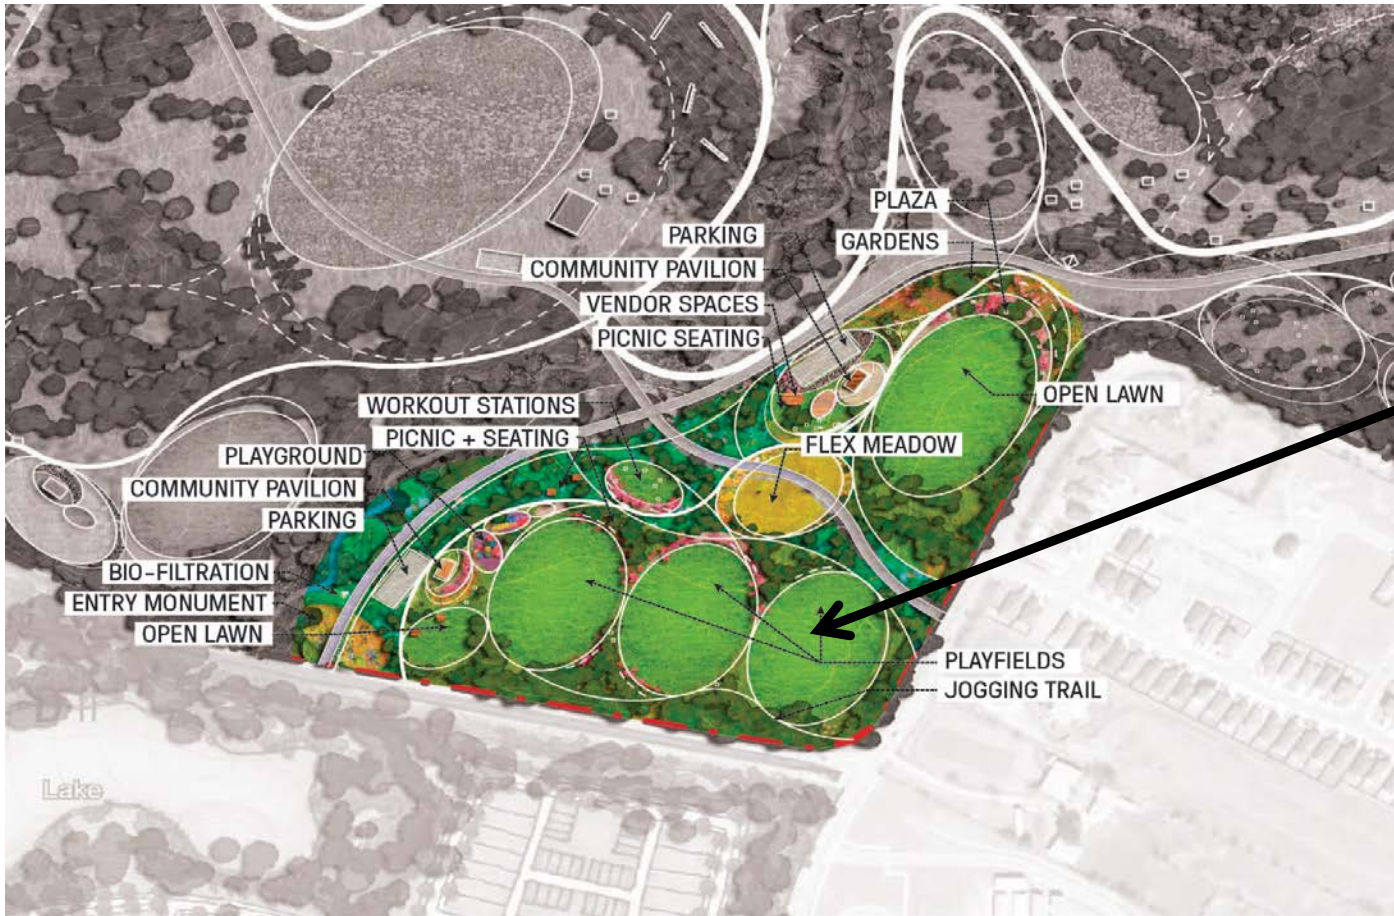 PLAZA
PARKING
GARDENS
COMMUNITY PAVILION
VENDOR SPACES
PICNIC SEATING
OPEN LAWN
WORKOUT STATIONS
PICNIC + SEATING
FLEX MEADOW
PLAYGROUND
COMMUNITY PAVILION
PARKING
BIO-FILTRATION
ENTRY MONUMENT
OPEN LAWN
PLAYFIELDS
JOGGING TRAIL
Lake